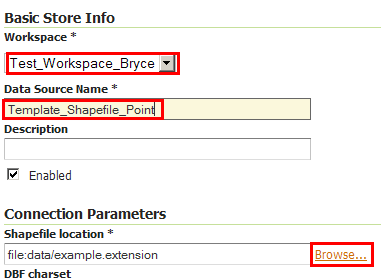 Basic Store Info
Workspace *
Test_Workspace_Bryce
Data Source Name *
Template_Shapefile_Point
Description
Enabled
Connection Parameters
Shapefile location *
file:data/example.extension Browse...
DBF charset